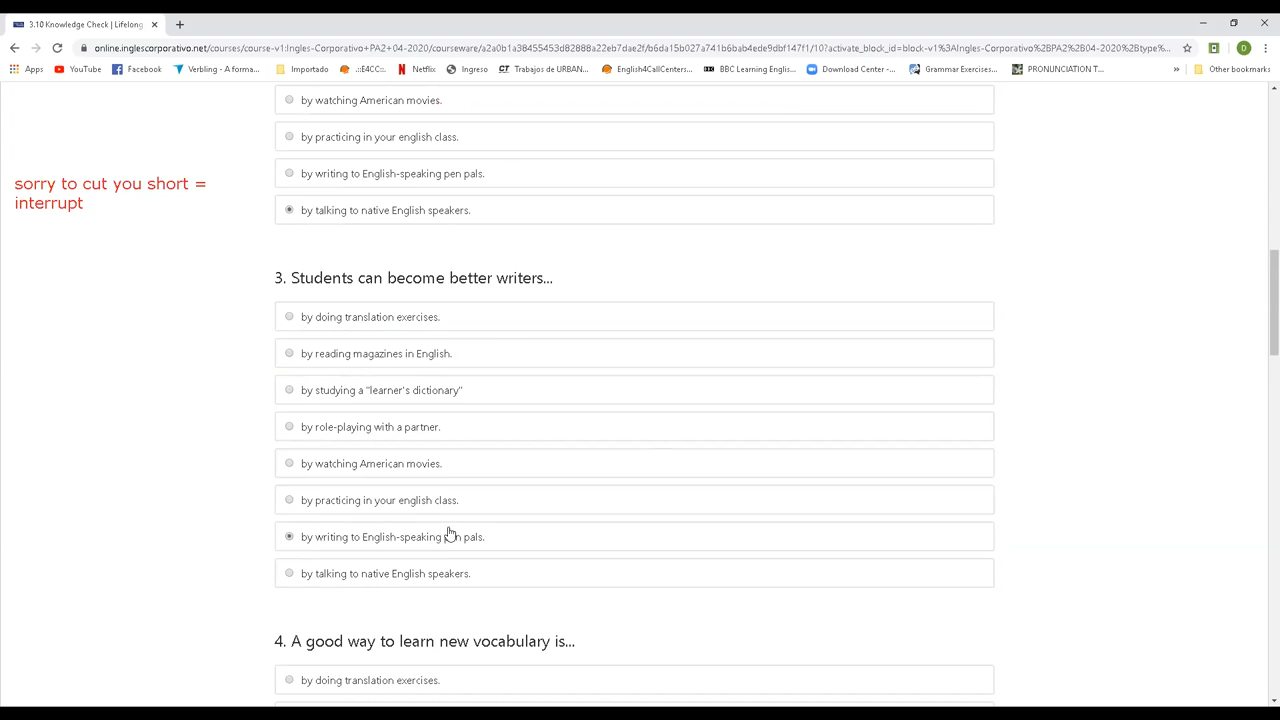 3.10 Knowledge Check | Lifelong
online.inglescorporativo.net/courses/course-v1:Ingles-Corporativo+PA2+04-2020/courseware/a2a0b1a38455453d82888a22eb7dae2f/b6da15b027a741b6bab4edd9dbf147f1/10?activate_block_id=block-v1%3AIngles-Corporativo%2BPA2%2B04-2020%2Btype%...
Apps YouTube Facebook Verbling - A forma... Importado .::E4CC::. Netflix Ingreso Trabajos de URBAN... English4CallCenters... BBC Learning English... Download Center -... Grammar Exercises... PRONUNCIATION T... » Other bookmarks
by watching American movies.
by practicing in your english class.
by writing to English-speaking pen pals.
sorry to cut you short =
interrupt
by talking to native English speakers.
3. Students can become better writers...
by doing translation exercises.
by reading magazines in English.
by studying a "learner's dictionary"
by role-playing with a partner.
by watching American movies.
by practicing in your english class.
by writing to English-speaking pen pals.
by talking to native English speakers.
4. A good way to learn new vocabulary is...
by doing translation exercises.